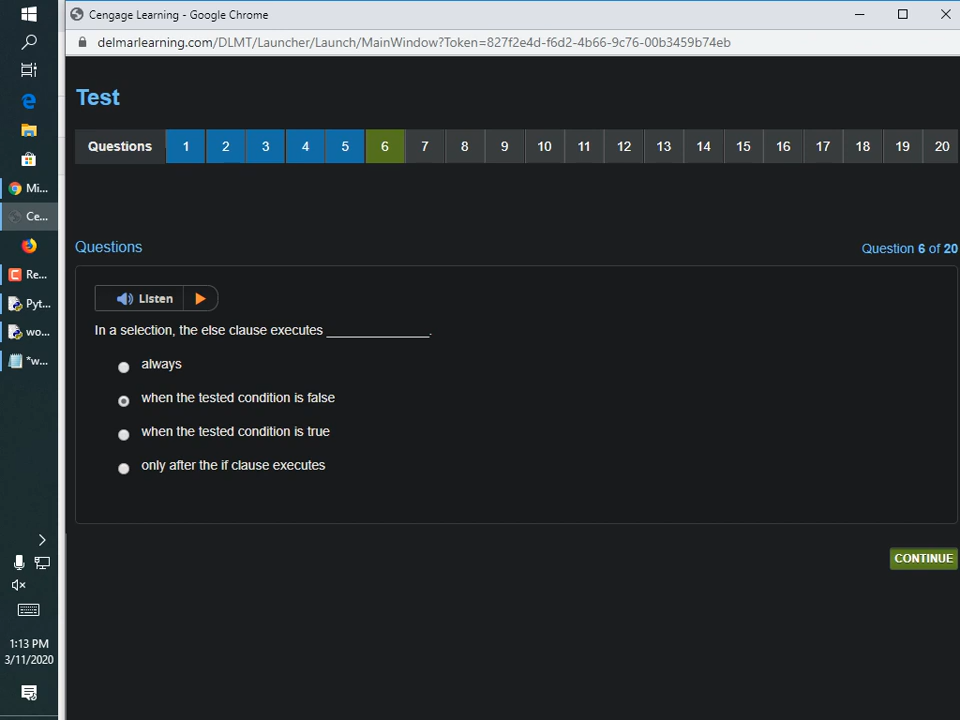 Cengage Learning - Google Chrome
delmarlearning.com/DLMT/Launcher/Launch/MainWindow?Token=827f2e4d-f6d2-4b66-9c76-00b3459b74eb
Test
Questions 1 2 3 4 5 6 7 8 9 10 11 12 13 14 15 16 17 18 19 20
Mi...
Ce...
Questions
Question 6 of 20
Re...
Listen
Pyt...
In a selection, the else clause executes ______________.
wo...
*w...
always
when the tested condition is false
when the tested condition is true
only after the if clause executes
CONTINUE
1:13 PM
3/11/2020